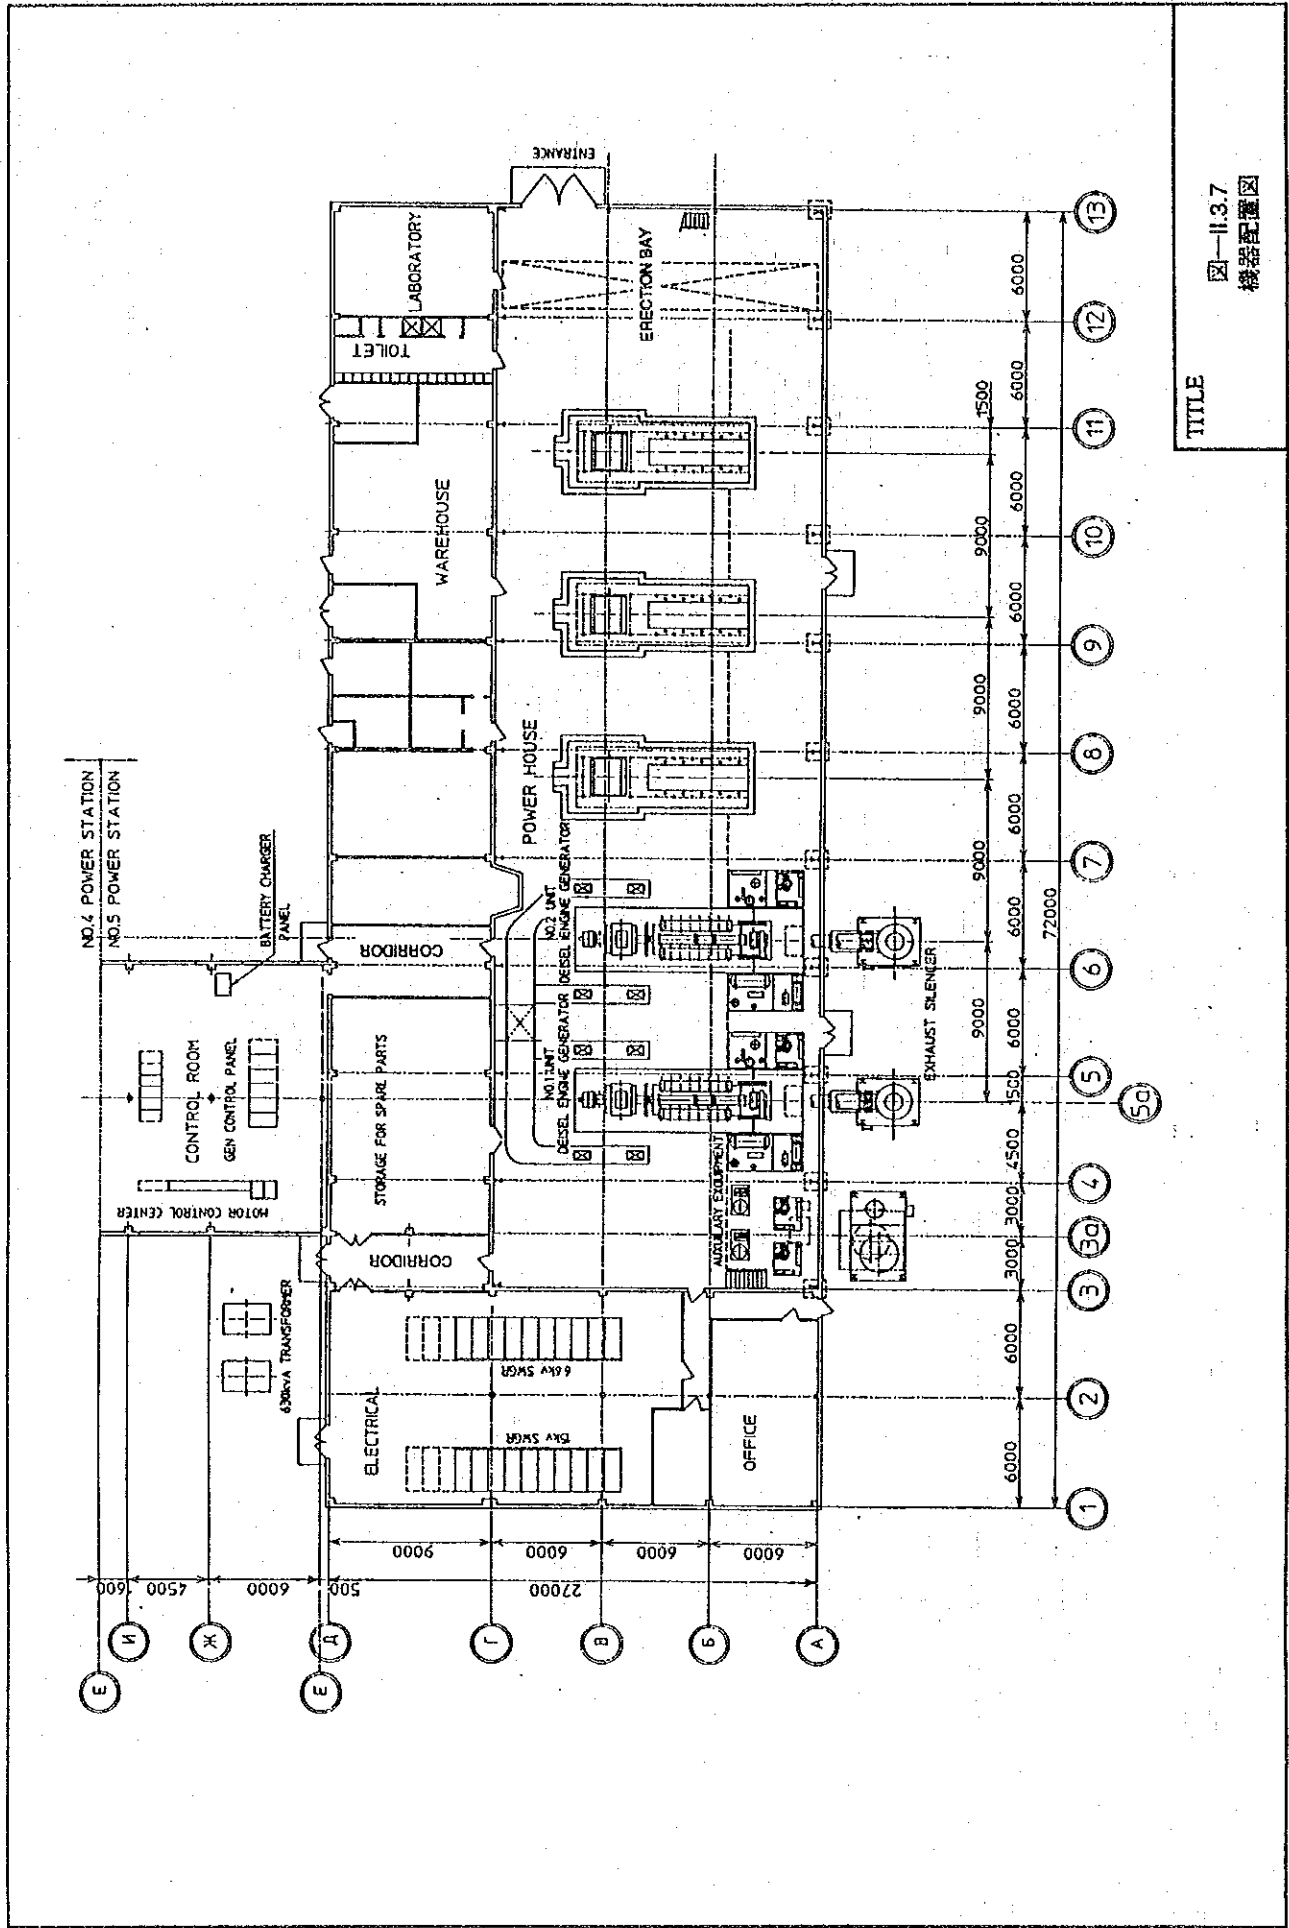 NO.4 POWER STATION
NO.5 POWER STATION
BATTERY CHARGER
PANEL
CONTROL ROOM
GEN CONTROL PANEL
MOTOR CONTROL CENTER
630kVA TRANSFORMER
CORRIDOR
STORAGE FOR SPARE PARTS
CORRIDOR
ELECTRICAL
15kv SWGR
6.6kv SWGR
OFFICE
WAREHOUSE
TOILET
LABORATORY
ENTRANCE
ERECTION BAY
POWER HOUSE
NO.1 UNIT
DEISEL ENGINE GENERATOR
NO.2 UNIT
DEISEL ENGINE GENERATOR
AUXILIARY EXQUIPMENT
EXHAUST SILENCER
600
4500
6000
500
9000
6000
6000
6000
27000
Е
И
Ж
Е
Д
Г
В
Б
А
9000
9000
9000
9000
1500
6000
6000
3000
3000
4500
1500
6000
6000
6000
6000
6000
6000
6000
6000
72000
1
2
3
3a
4
5
5a
6
7
8
9
10
11
12
13
TITLE
図—II.3.7
機器配置図